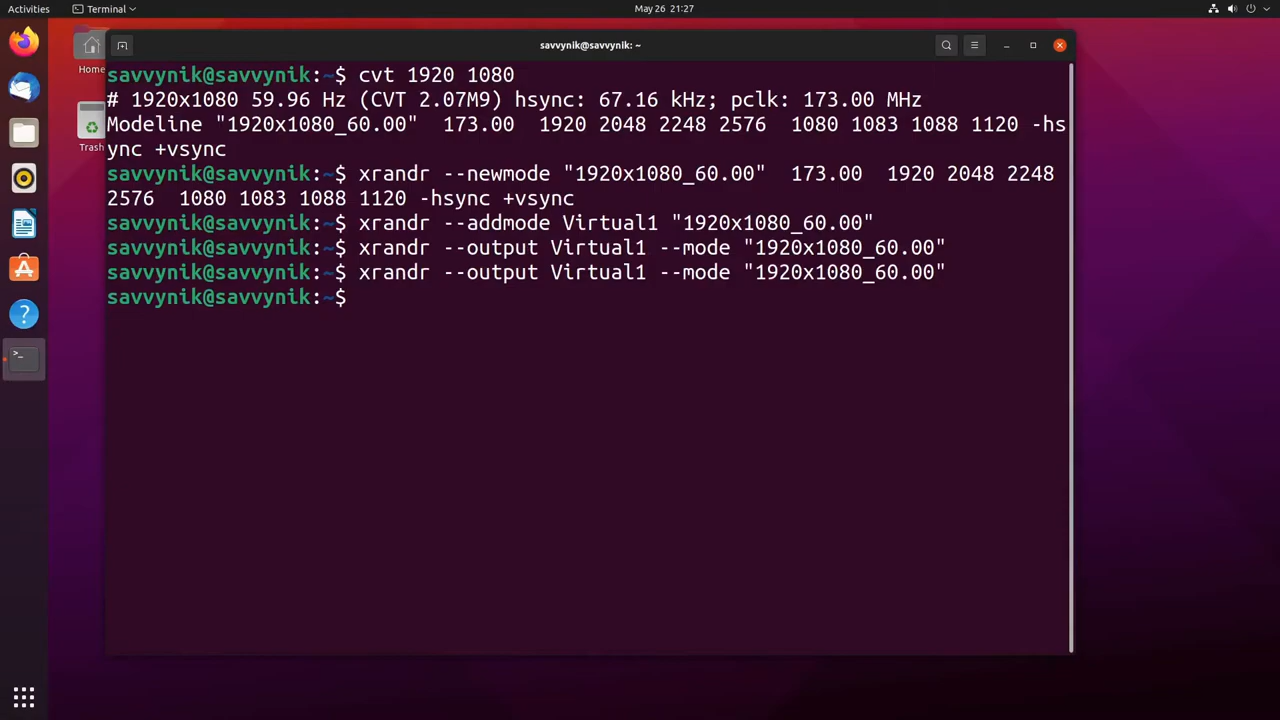 Activities
Terminal
May 26 21:27
savvynik@savvynik: ~
Home
Trash
savvynik@savvynik:~$ cvt 1920 1080
# 1920x1080 59.96 Hz (CVT 2.07M9) hsync: 67.16 kHz; pclk: 173.00 MHz
Modeline "1920x1080_60.00"  173.00  1920 2048 2248 2576  1080 1083 1088 1120 -hs
ync +vsync
savvynik@savvynik:~$ xrandr --newmode "1920x1080_60.00"  173.00  1920 2048 2248
2576  1080 1083 1088 1120 -hsync +vsync
savvynik@savvynik:~$ xrandr --addmode Virtual1 "1920x1080_60.00"
savvynik@savvynik:~$ xrandr --output Virtual1 --mode "1920x1080_60.00"
savvynik@savvynik:~$ xrandr --output Virtual1 --mode "1920x1080_60.00"
savvynik@savvynik:~$